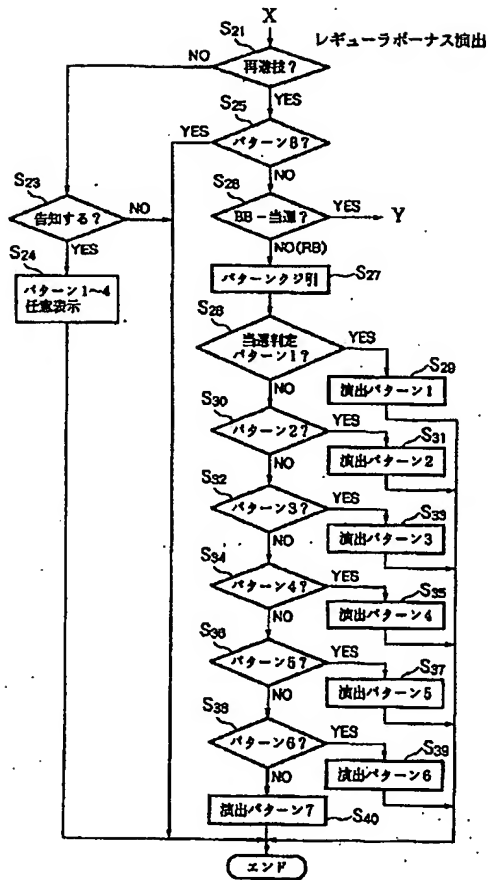 X
レギューラボーナス演出
S21
再遊技?
NO
YES
S25
パターン8?
YES
NO
S23
告知する?
NO
YES
S24
パターン1〜4
任意表示
S26
BB-当選?
YES
Y
NO(RB)
パターンクジ引
S27
S28
当選判定
パターン1?
YES
NO
S29
演出パターン1
S30
パターン2?
YES
NO
S31
演出パターン2
S32
パターン3?
YES
NO
S33
演出パターン3
S34
パターン4?
YES
NO
S35
演出パターン4
S36
パターン5?
YES
NO
S37
演出パターン5
S38
パターン6?
YES
NO
S39
演出パターン6
演出パターン7
S40
エンド